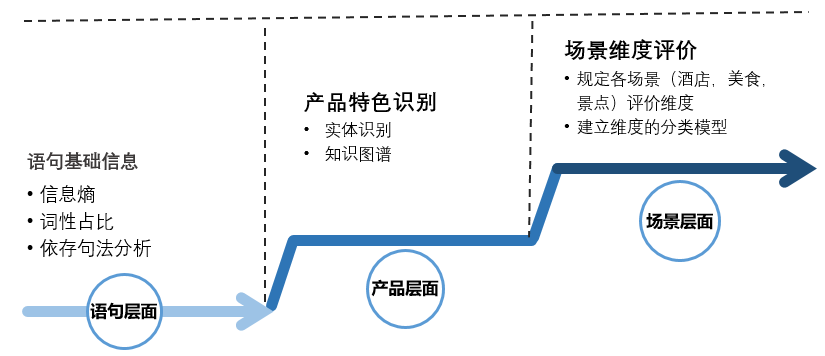 语句基础信息
• 信息熵
• 词性占比
• 依存句法分析
语句层面
产品特色识别
• 实体识别
• 知识图谱
产品层面
场景维度评价
• 规定各场景（酒店，美食，
景点）评价维度
• 建立维度的分类模型
场景层面